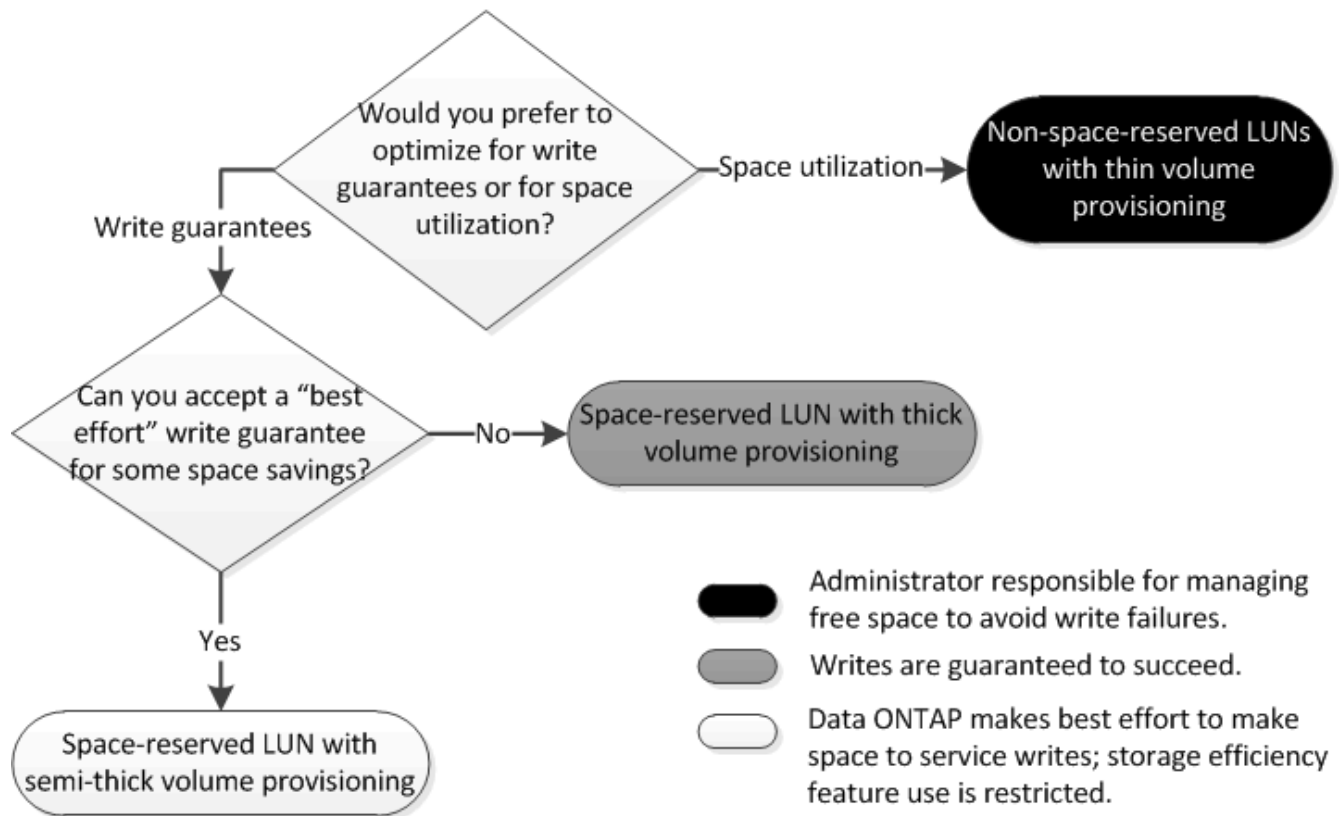 Would you prefer to
optimize for write
guarantees or for space
utilization?
Space utilization
Non-space-reserved LUNs
with thin volume
provisioning
Write guarantees
Can you accept a “best
effort” write guarantee
for some space savings?
No
Space-reserved LUN with thick
volume provisioning
Yes
Space-reserved LUN with
semi-thick volume provisioning
Administrator responsible for managing
free space to avoid write failures.
Writes are guaranteed to succeed.
Data ONTAP makes best effort to make
space to service writes; storage efficiency
feature use is restricted.